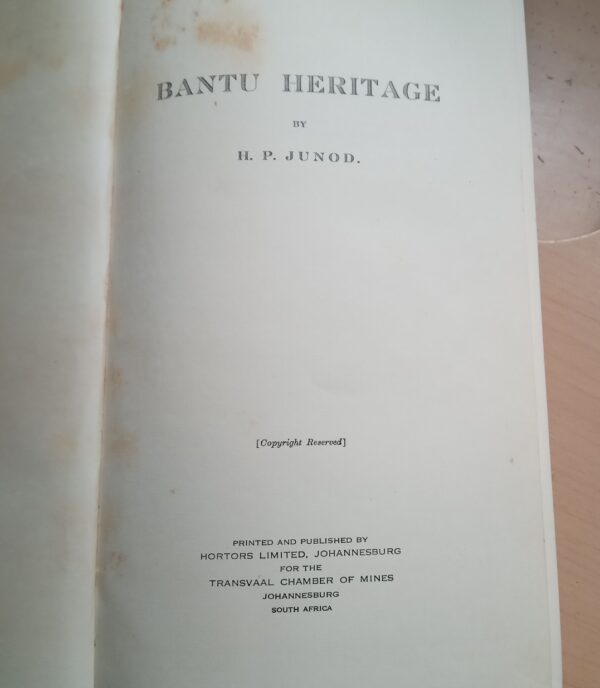 BANTU HERITAGE
BY
H. P. JUNOD.
[Copyright Reserved]
PRINTED AND PUBLISHED BY
HORTORS LIMITED, JOHANNESBURG
FOR THE
TRANSVAAL CHAMBER OF MINES
JOHANNESBURG
SOUTH AFRICA